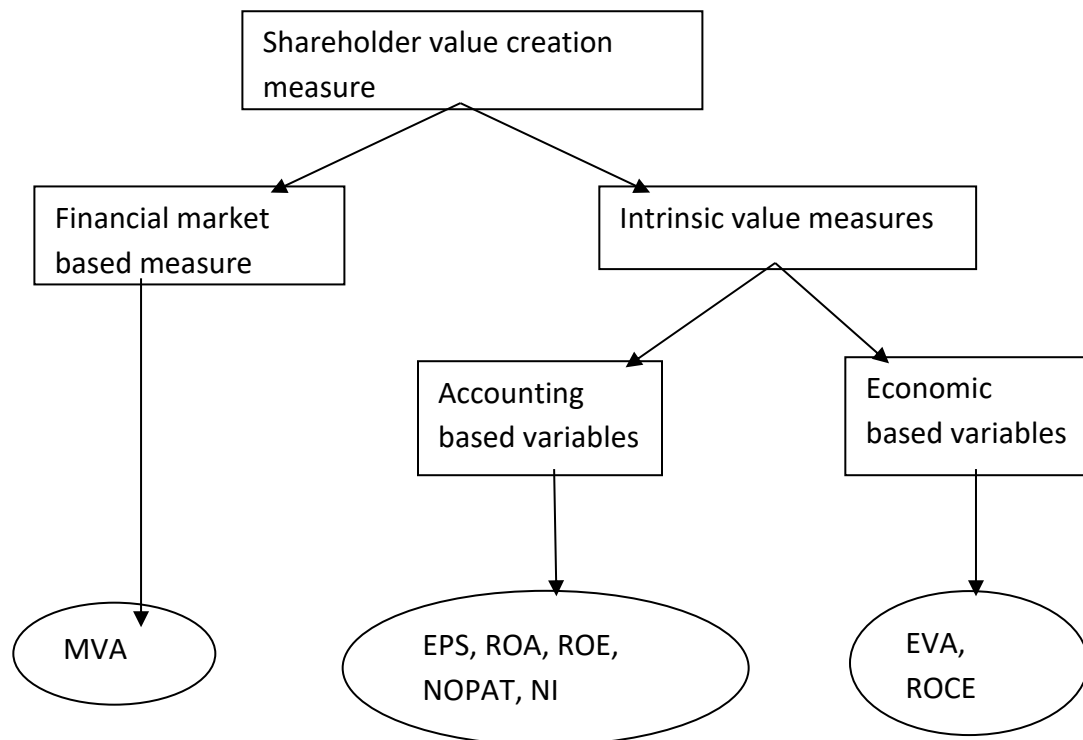 Shareholder value creation
measure
Financial market
based measure
Intrinsic value measures
Accounting
based variables
Economic
based variables
MVA
EPS, ROA, ROE,
NOPAT, NI
EVA,
ROCE